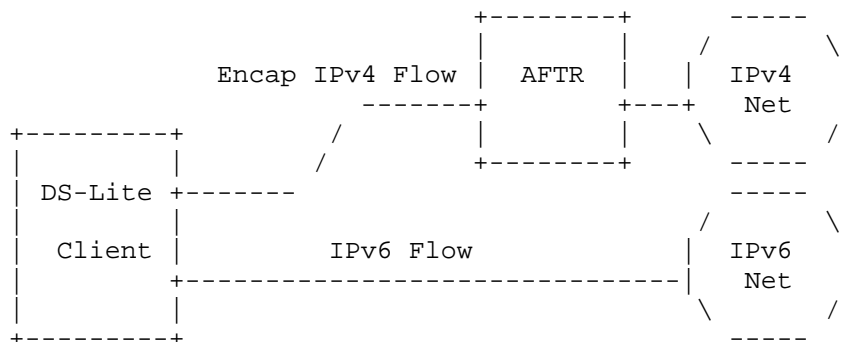 Encap IPv4 Flow AFTR IPv4
Net
DS-Lite
Client IPv6 Flow IPv6
Net